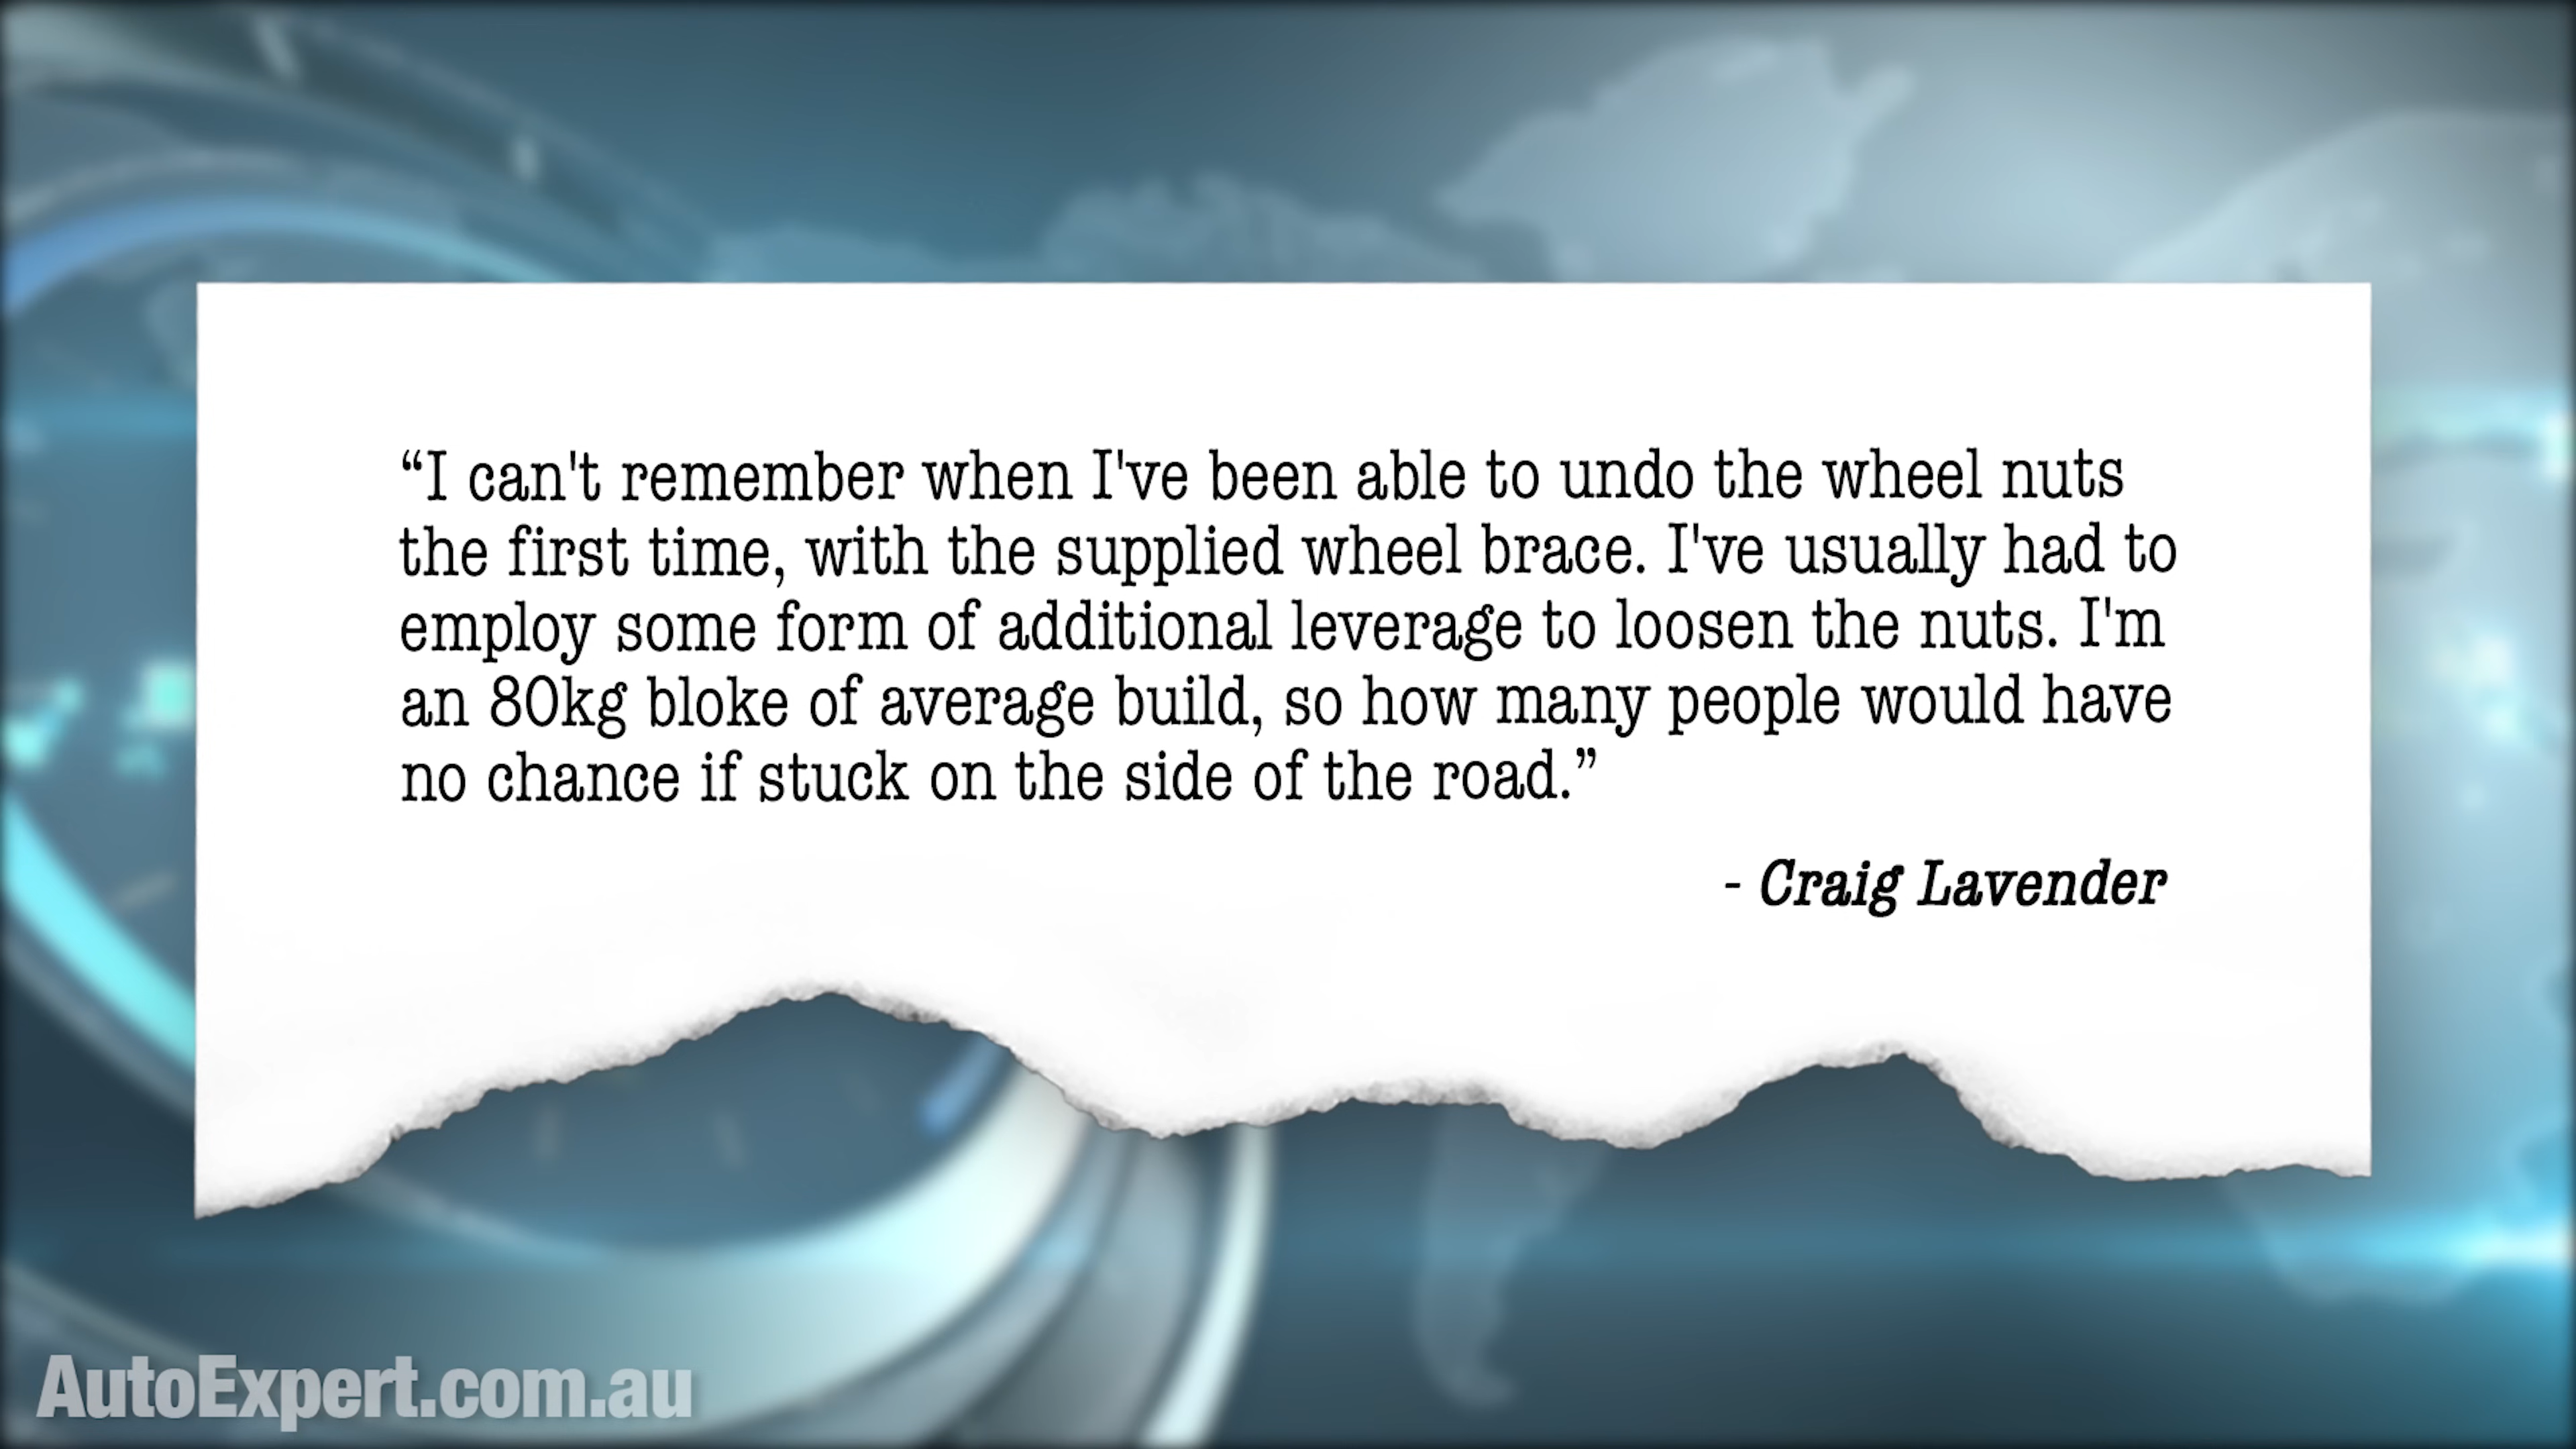 “I can't remember when I've been able to undo the wheel nuts
the first time, with the supplied wheel brace. I've usually had to
employ some form of additional leverage to loosen the nuts. I'm
an 80kg bloke of average build, so how many people would have
no chance if stuck on the side of the road.”
- Craig Lavender
AutoExpert.com.au